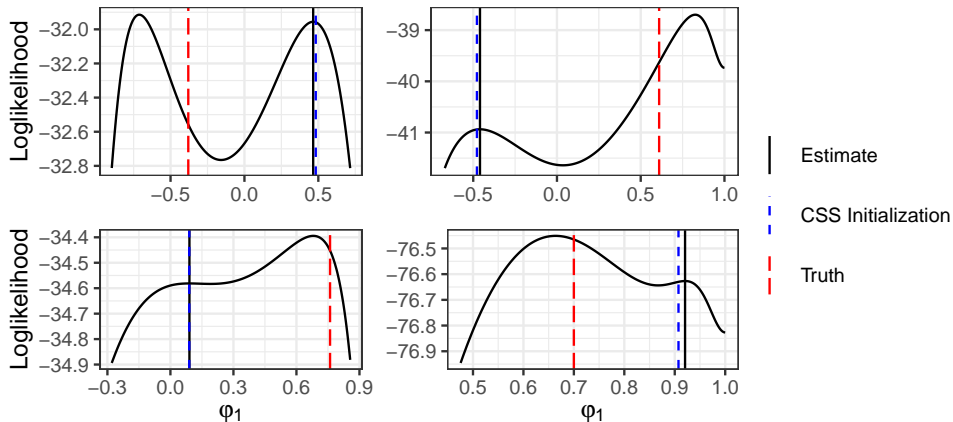 Loglikelihood
−32.0
−32.2
−32.4
−32.6
−32.8
−0.5 0.0 0.5
−39
−40
−41
−0.5 0.0 0.5 1.0
Loglikelihood
−34.4
−34.5
−34.6
−34.7
−34.8
−34.9
−0.3 0.0 0.3 0.6 0.9
φ1
−76.5
−76.6
−76.7
−76.8
−76.9
0.5 0.6 0.7 0.8 0.9 1.0
φ1
Estimate
CSS Initialization
Truth